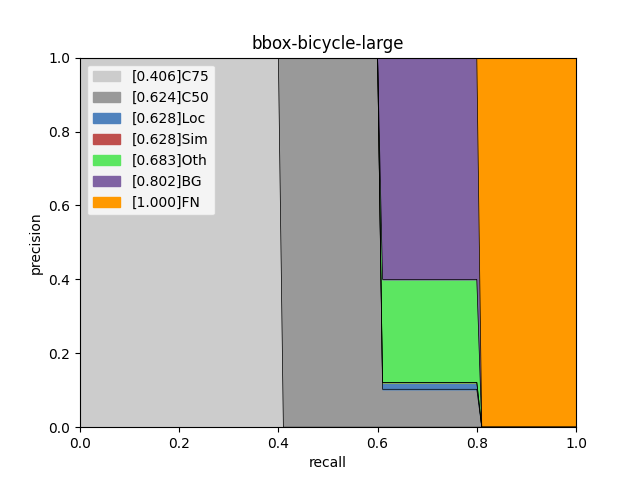 bbox-bicycle-large
1.0
0.8
0.6
0.4
0.2
0.0
precision
[0.406]C75
[0.624]C50
[0.628]Loc
[0.628]Sim
[0.683]Oth
[0.802]BG
[1.000]FN
0.0 0.2 0.4 0.6 0.8 1.0
recall